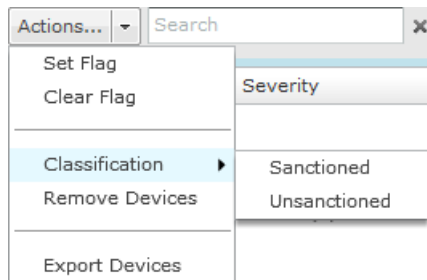 Actions...
Search
Set Flag
Clear Flag
Severity
Classification
Sanctioned
Remove Devices
Unsanctioned
Export Devices